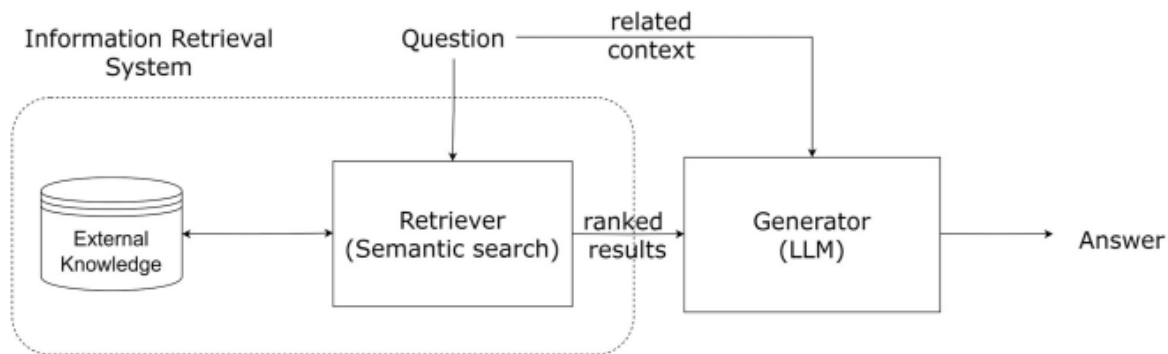 Information Retrieval
System
Question
related
context
External
Knowledge
Retriever
(Semantic search)
ranked
results
Generator
(LLM)
Answer